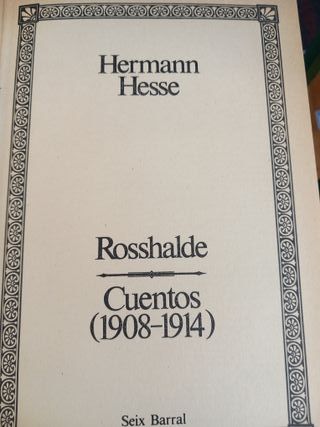 Hermann
Hesse
Rosshalde
Cuentos
(1908-1914)
Seix Barral